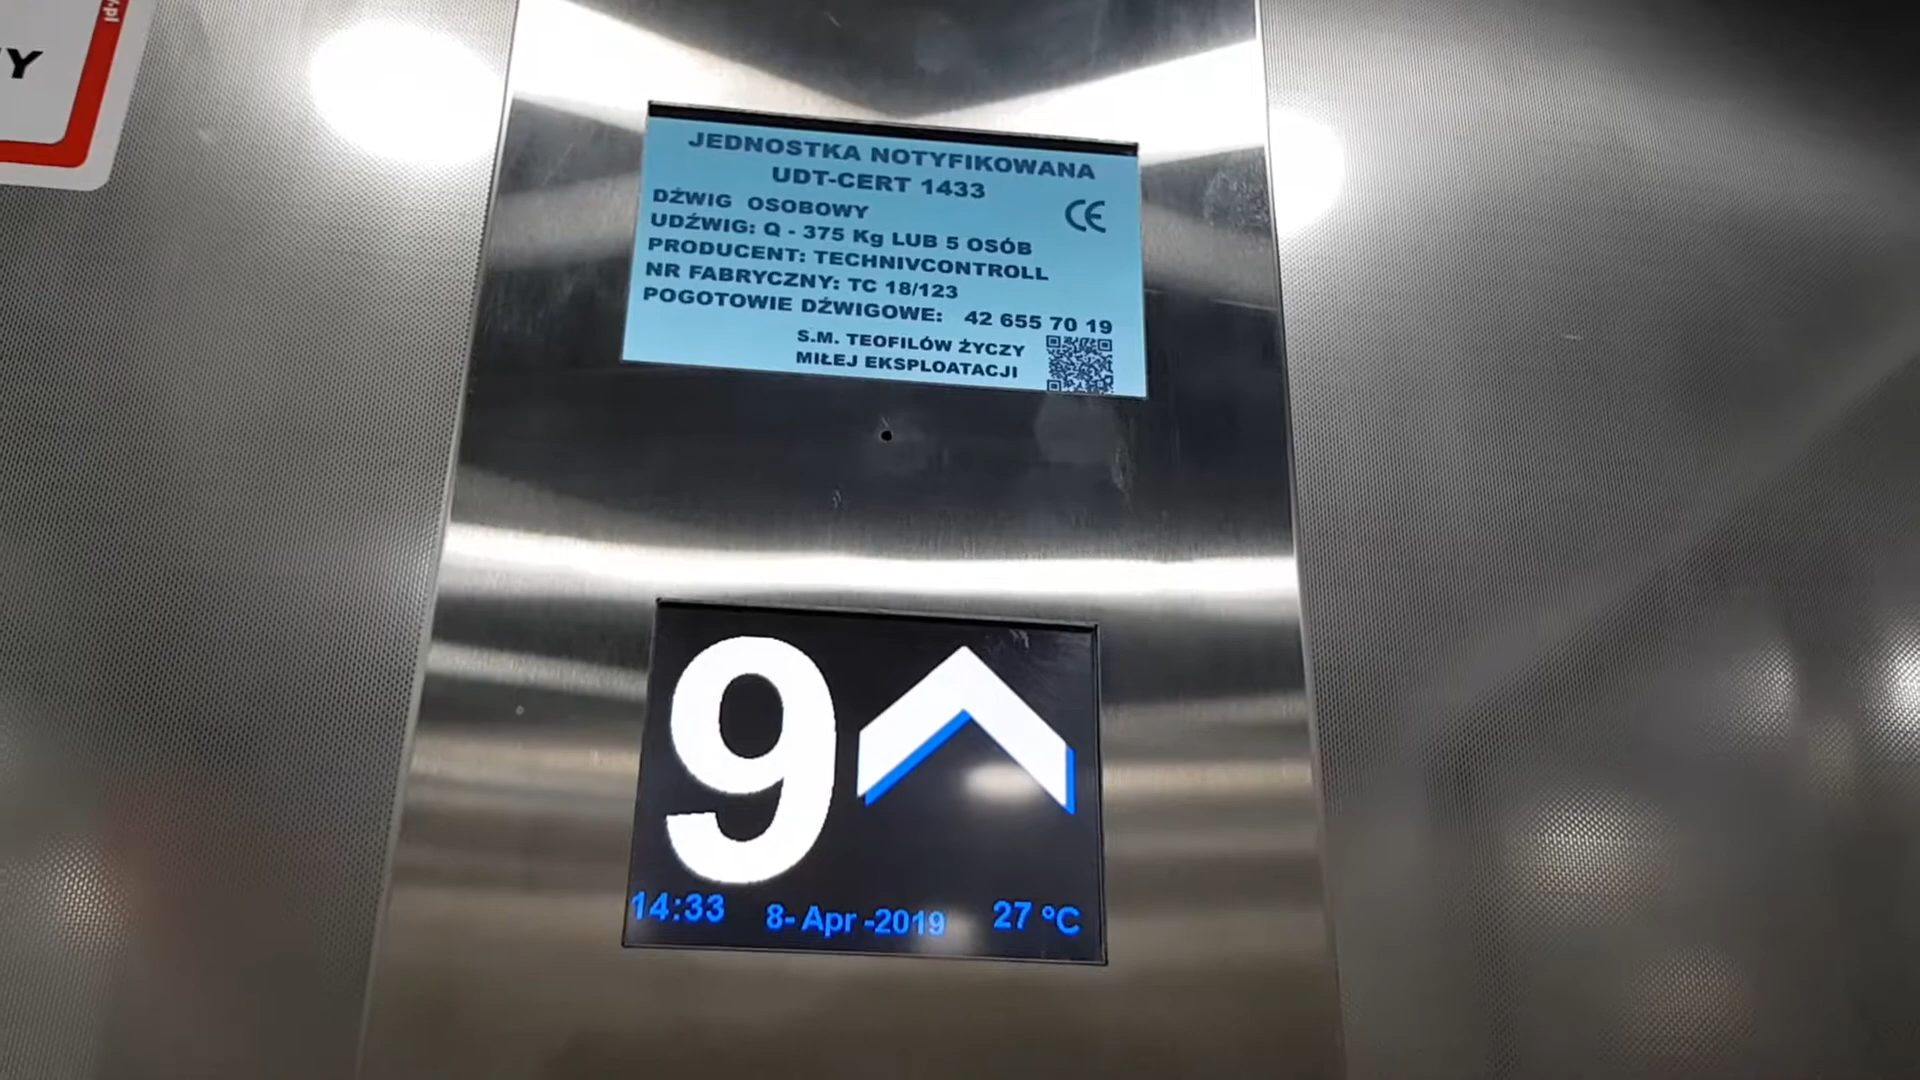 Y
.pl
JEDNOSTKA NOTYFIKOWANA
UDT-CERT 1433
DŹWIG OSOBOWY
CE
UDŹWIG: Q - 375 Kg LUB 5 OSÓB
PRODUCENT: TECHNIVCONTROLL
NR FABRYCZNY: TC 18/123
POGOTOWIE DŹWIGOWE: 42 655 70 19
S.M. TEOFILÓW ŻYCZY
MIŁEJ EKSPLOATACJI
9
14:33 8- Apr -2019 27 °C